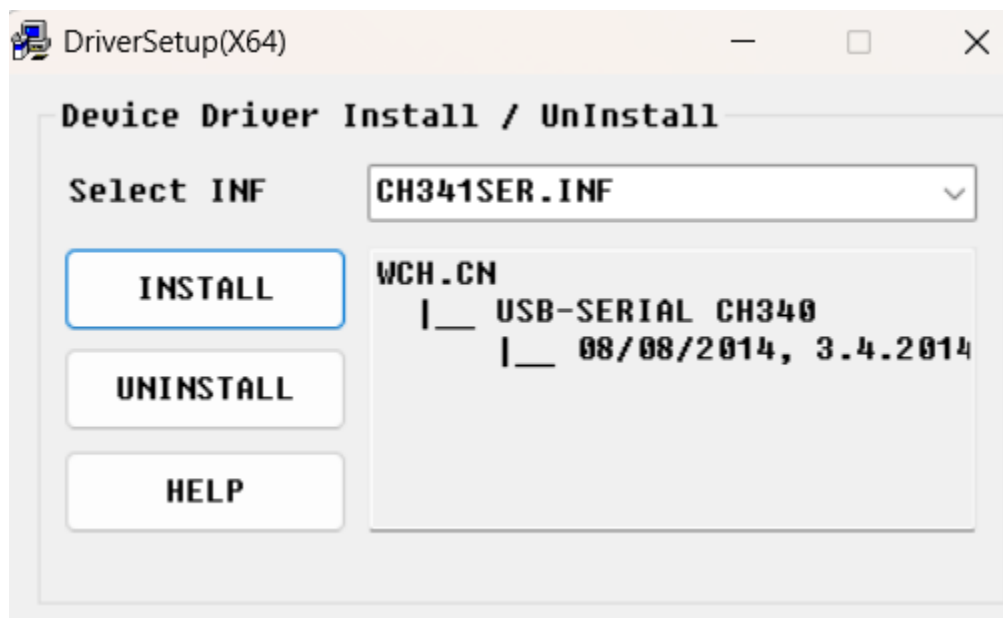 DriverSetup(X64)
Device Driver Install / UnInstall
Select INF
CH341SER.INF
INSTALL
UNINSTALL
HELP
WCH.CN
|__ USB-SERIAL CH340
|__ 08/08/2014, 3.4.2014